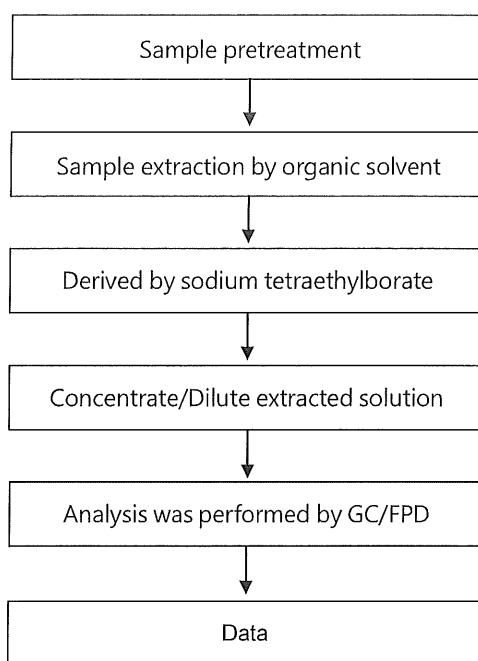 Sample pretreatment
Sample extraction by organic solvent
Derived by sodium tetraethylborate
Concentrate/Dilute extracted solution
Analysis was performed by GC/FPD
Data